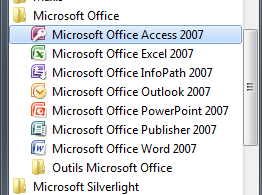 Microsoft Office
Microsoft Office Access 2007
Microsoft Office Excel 2007
Microsoft Office InfoPath 2007
Microsoft Office Outlook 2007
Microsoft Office PowerPoint 2007
Microsoft Office Publisher 2007
Microsoft Office Word 2007
Outils Microsoft Office
Microsoft Silverlight